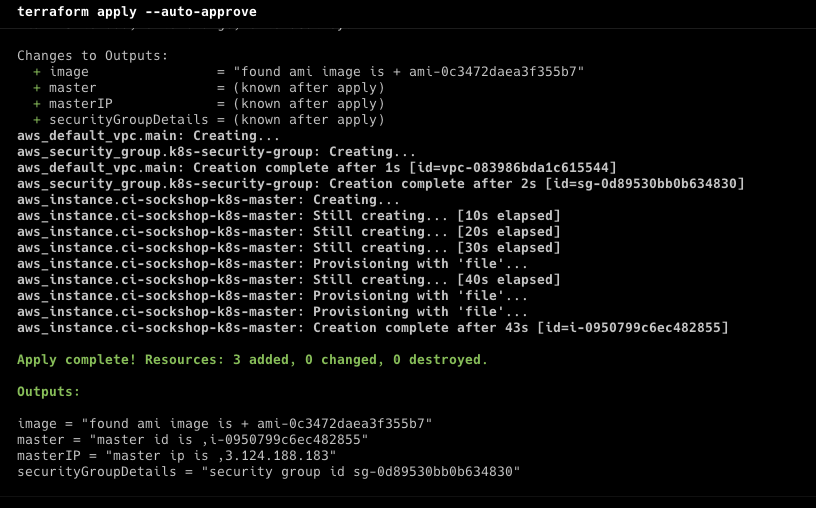 terraform apply --auto-approve
Changes to Outputs:
+ image = "found ami image is + ami-0c3472daea3f355b7"
+ master = (known after apply)
+ masterIP = (known after apply)
+ securityGroupDetails = (known after apply)
aws_default_vpc.main: Creating...
aws_security_group.k8s-security-group: Creating...
aws_default_vpc.main: Creation complete after 1s [id=vpc-083986bda1c615544]
aws_security_group.k8s-security-group: Creation complete after 2s [id=sg-0d89530bb0b634830]
aws_instance.ci-sockshop-k8s-master: Creating...
aws_instance.ci-sockshop-k8s-master: Still creating... [10s elapsed]
aws_instance.ci-sockshop-k8s-master: Still creating... [20s elapsed]
aws_instance.ci-sockshop-k8s-master: Still creating... [30s elapsed]
aws_instance.ci-sockshop-k8s-master: Provisioning with 'file'...
aws_instance.ci-sockshop-k8s-master: Still creating... [40s elapsed]
aws_instance.ci-sockshop-k8s-master: Provisioning with 'file'...
aws_instance.ci-sockshop-k8s-master: Provisioning with 'file'...
aws_instance.ci-sockshop-k8s-master: Creation complete after 43s [id=i-0950799c6ec482855]
Apply complete! Resources: 3 added, 0 changed, 0 destroyed.
Outputs:
image = "found ami image is + ami-0c3472daea3f355b7"
master = "master id is ,i-0950799c6ec482855"
masterIP = "master ip is ,3.124.188.183"
securityGroupDetails = "security group id sg-0d89530bb0b634830"